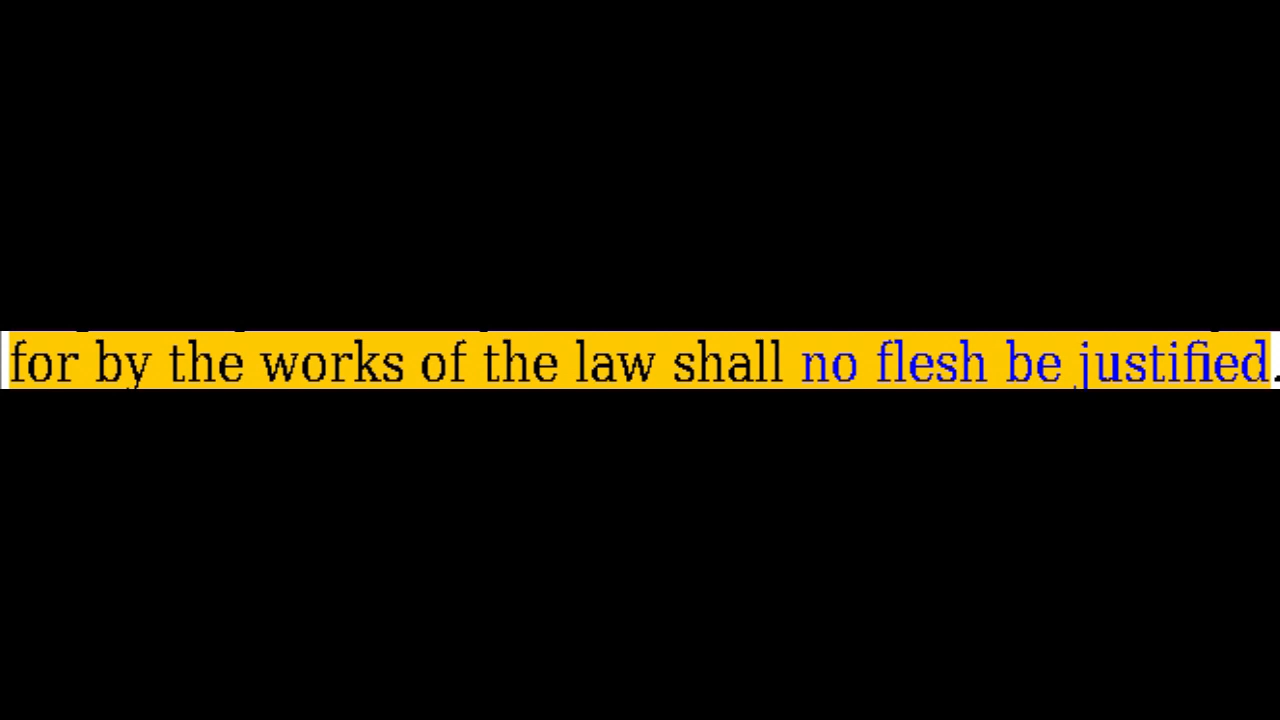 for by the works of the law shall no flesh be justified.